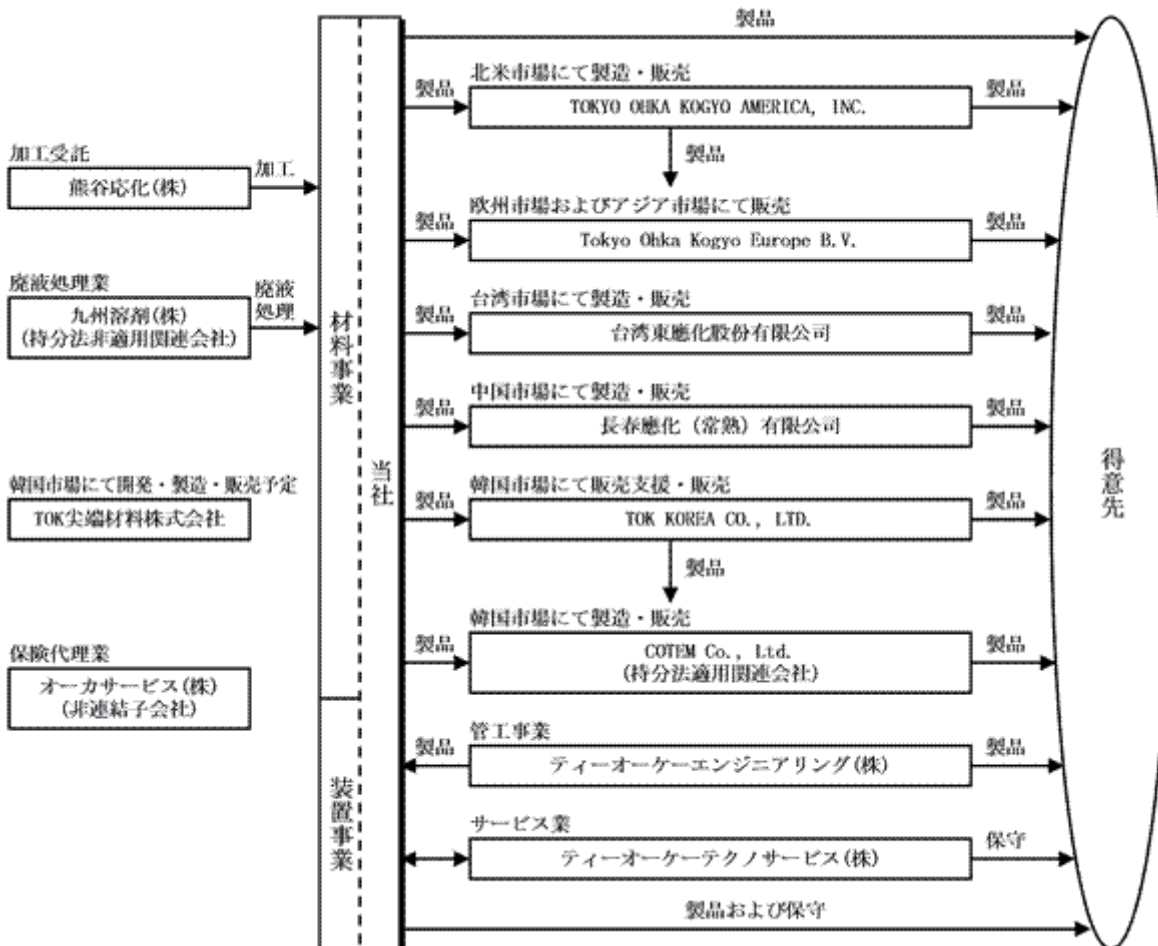 製品
北米市場にて製造・販売
製品
TOKYO OHKA KOGYO AMERICA, INC.
製品
製品
加工受託
熊谷応化(株)
加工
欧州市場およびアジア市場にて販売
製品
Tokyo Ohka Kogyo Europe B.V.
製品
廃液処理業
九州溶剤(株)
(持分法非適用関連会社)
廃液
処理
台湾市場にて製造・販売
製品
台湾東應化股份有限公司
製品
材料事業
中国市場にて製造・販売
製品
長春應化（常熟）有限公司
製品
当社
得意先
韓国市場にて開発・製造・販売予定
TOK尖端材料株式会社
韓国市場にて販売支援・販売
製品
TOK KOREA CO., LTD.
製品
製品
韓国市場にて製造・販売
製品
COTEM Co., Ltd.
(持分法適用関連会社)
製品
保険代理業
オーカサービス(株)
(非連結子会社)
管工事業
製品
ティーオーケーエンジニアリング(株)
製品
装置事業
サービス業
ティーオーケーテクノサービス(株)
保守
製品および保守